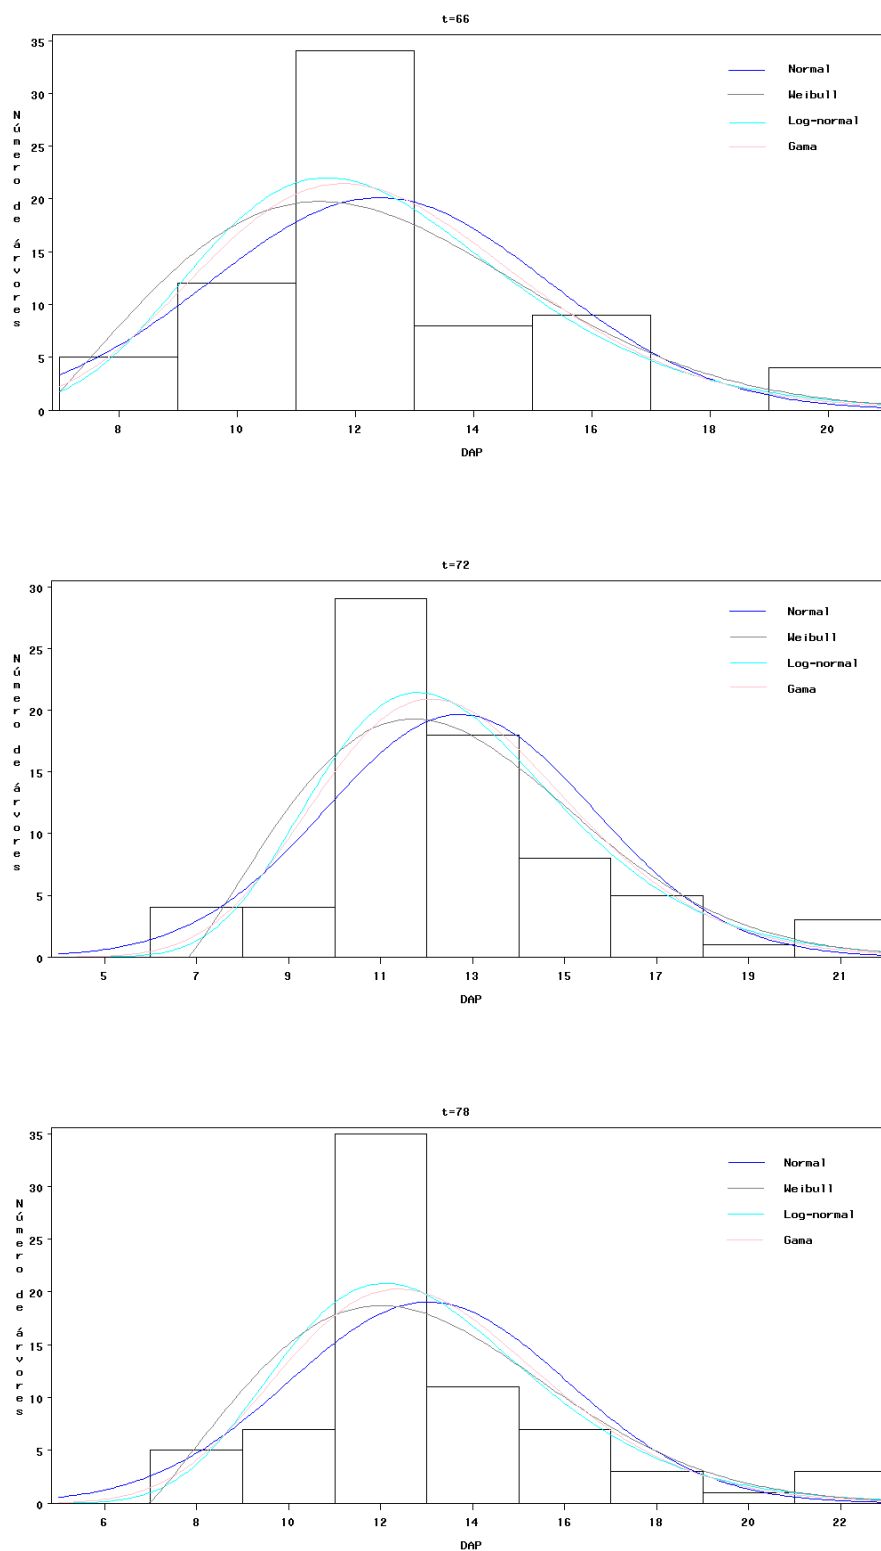 t=66
35
30
25
20
15
10
5
0
Número de árvores
8 10 12 14 16 18 20
DAP
Normal
Weibull
Log-normal
Gama
t=72
30
25
20
15
10
5
0
Número de árvores
5 7 9 11 13 15 17 19 21
DAP
Normal
Weibull
Log-normal
Gama
t=78
35
30
25
20
15
10
5
0
Número de árvores
6 8 10 12 14 16 18 20 22
DAP
Normal
Weibull
Log-normal
Gama